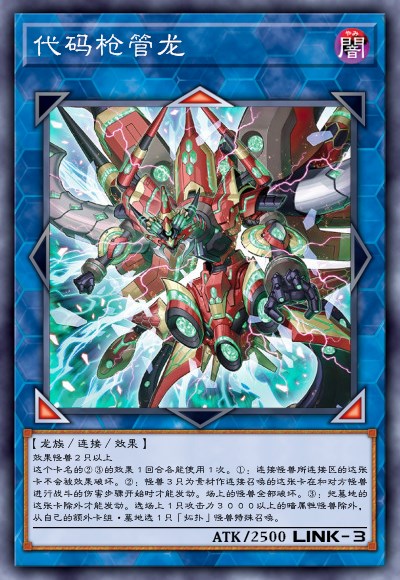 代码枪管龙
やみ
闇
【龙族／连接／效果】
效果怪兽２只以上
这个卡名的②③的效果１回合各能使用１次。①：连接怪兽所连接区的这张
卡不会被效果破坏。②：怪兽３只为素材作连接召唤的这张卡在和对方怪兽
进行战斗的伤害步骤开始时才能发动。场上的怪兽全部破坏。③：把墓地的
这张卡除外才能发动。选场上１只攻击力３０００以上的暗属性怪兽除外，
从自己的额外卡组·墓地选１只「拓扑」怪兽特殊召唤。
ATK/2500 LINK-3